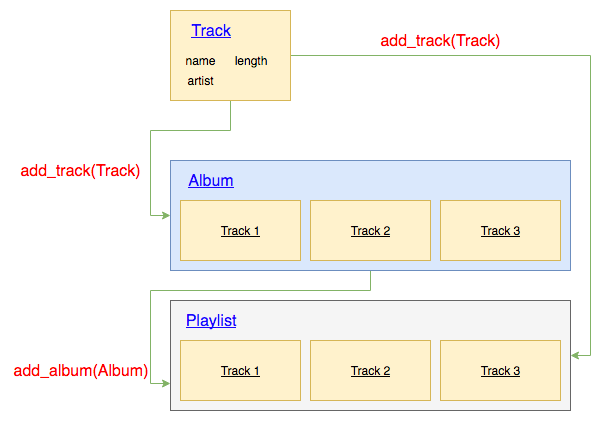 Track
add_track(Track)
name length
artist
add_track(Track)
Album
Track 1 Track 2 Track 3
Playlist
add_album(Album)
Track 1 Track 2 Track 3